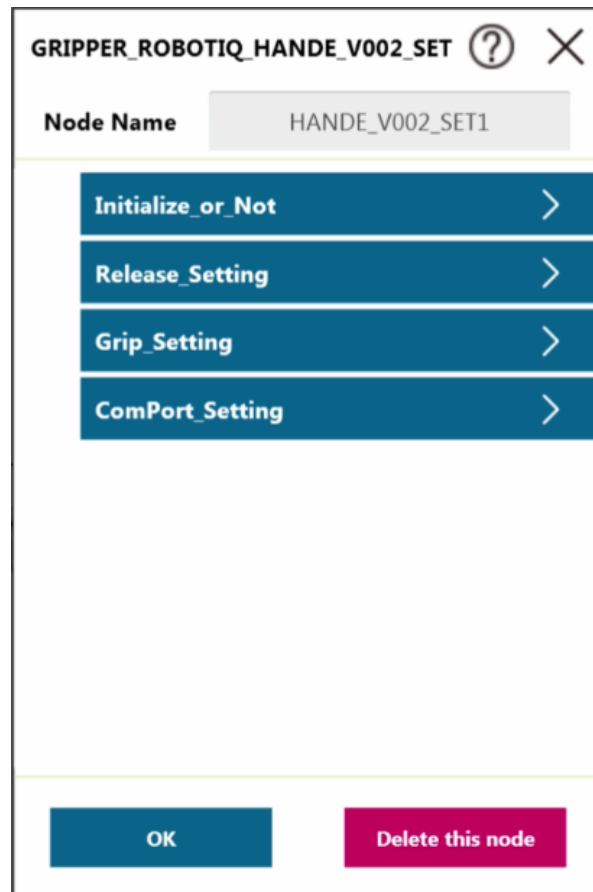 GRIPPER_ROBOTIQ_HANDE_V002_SET ?
Node Name HANDE_V002_SET1
Initialize_or_Not
Release_Setting
Grip_Setting
ComPort_Setting
OK Delete this node